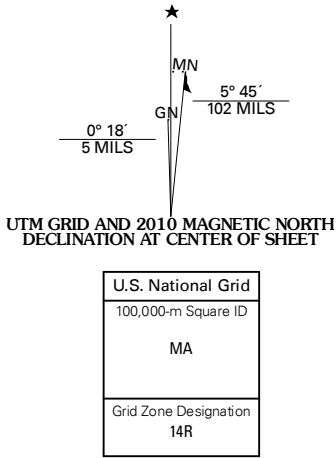 MN
GN
5° 45´
102 MILS
0° 18´
5 MILS
UTM GRID AND 2010 MAGNETIC NORTH
DECLINATION AT CENTER OF SHEET
U.S. National Grid
100,000-m Square ID
MA
Grid Zone Designation
14R